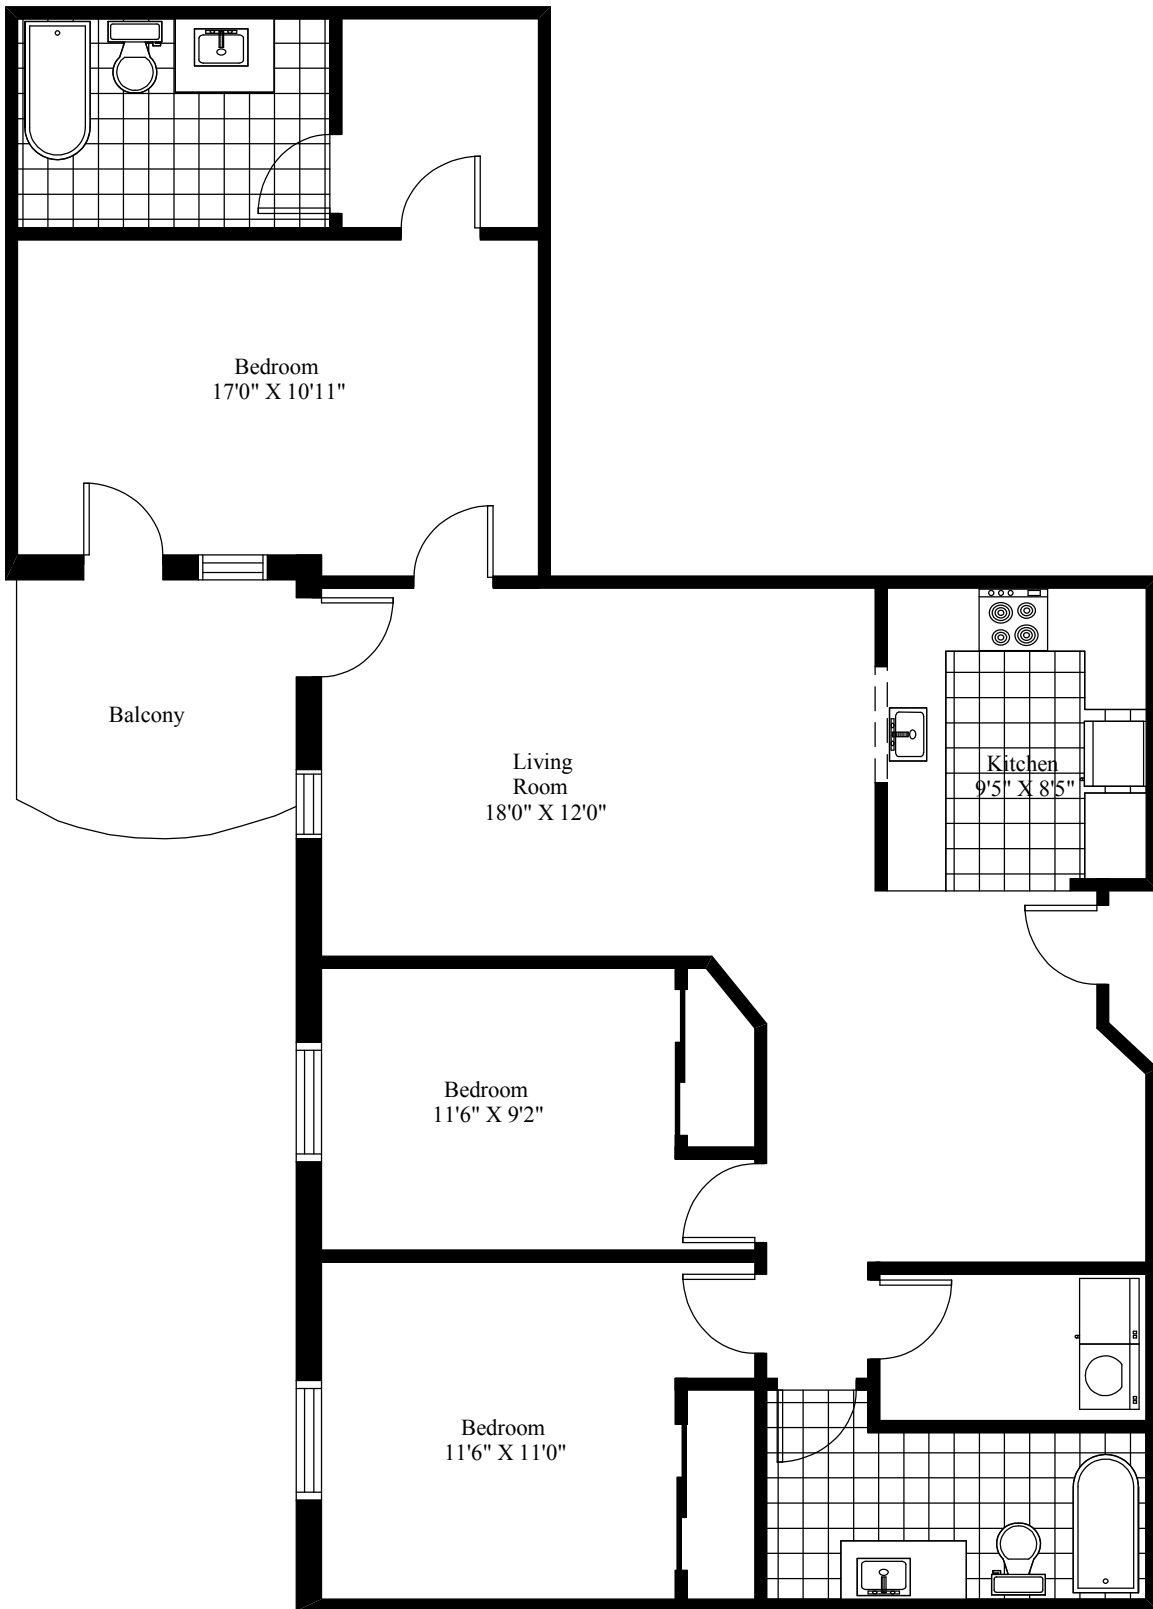 Bedroom
17'0" X 10'11"
Balcony
Living
Room
18'0" X 12'0"
Kitchen
9'5" X 8'5"
Bedroom
11'6" X 9'2"
Bedroom
11'6" X 11'0"